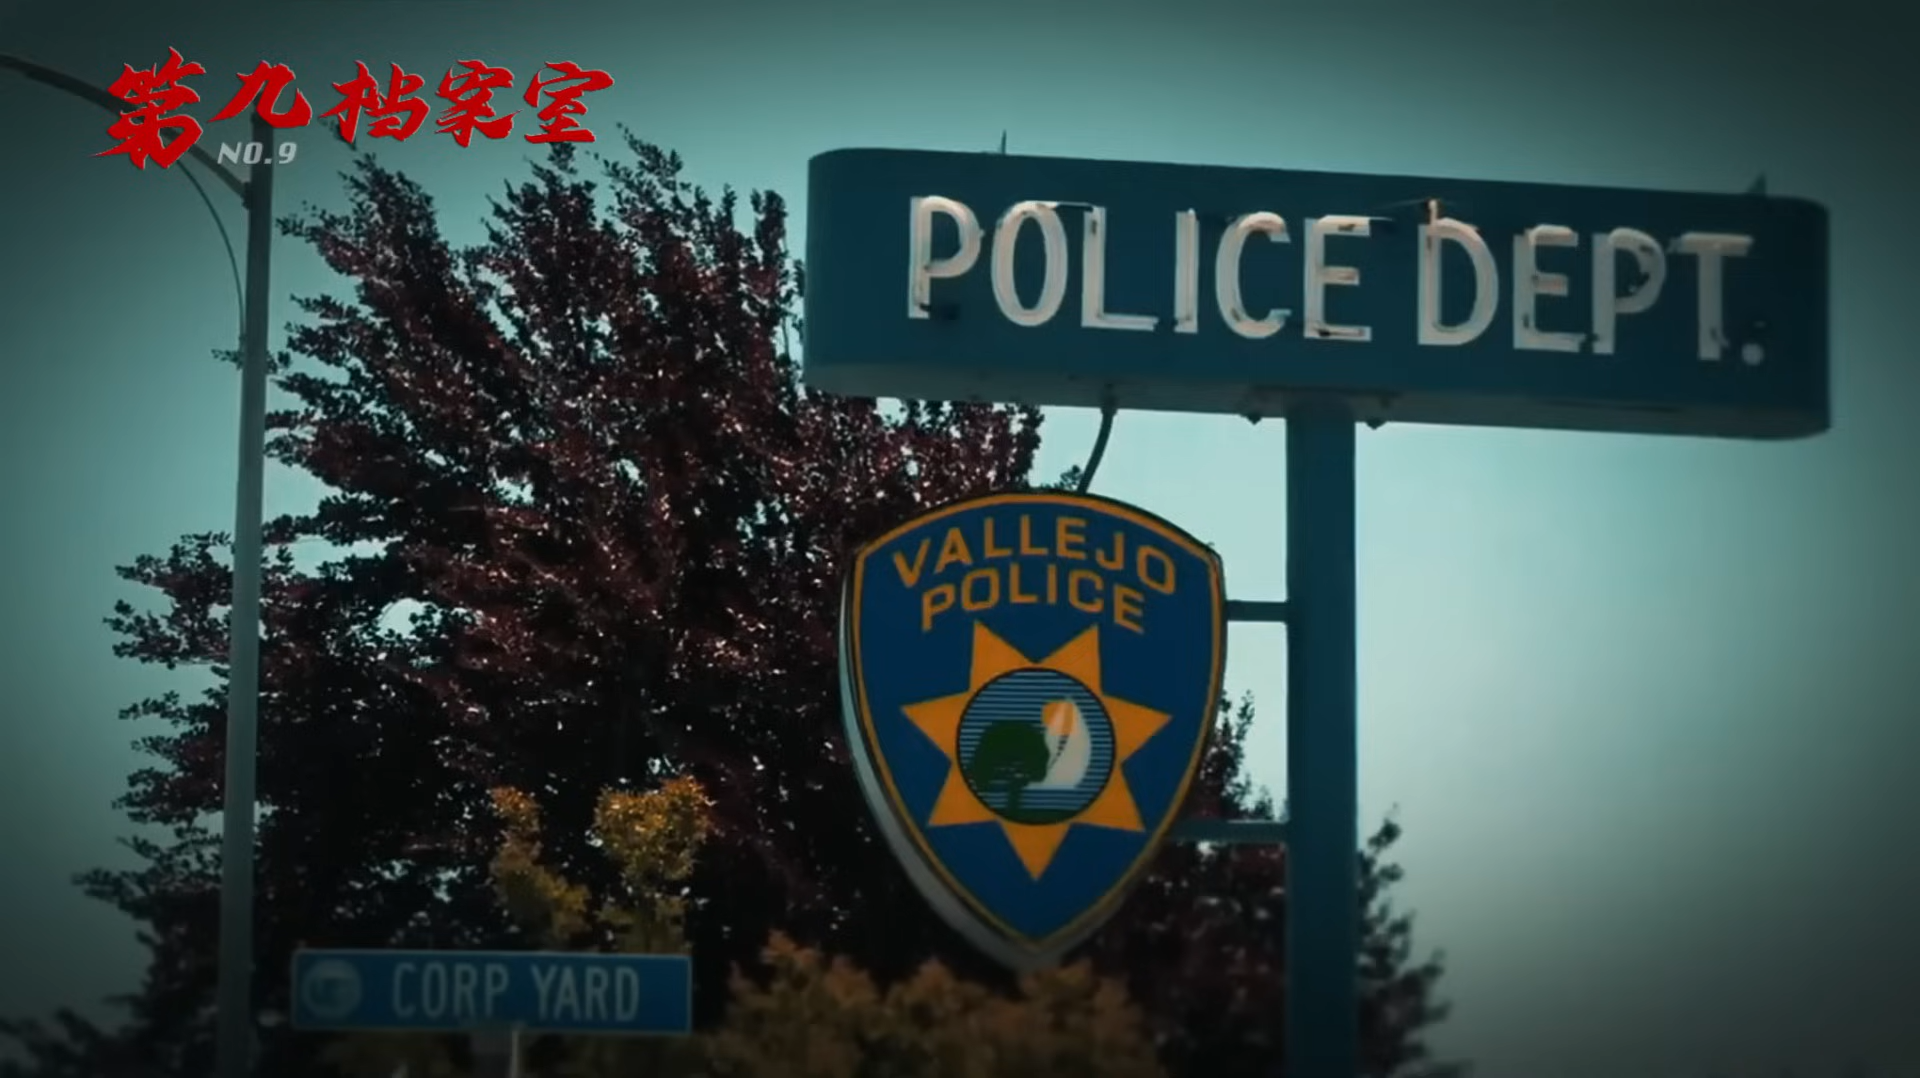 第九档案室
NO.9
POLICE DEPT.
VALLEJO
POLICE
CORP YARD